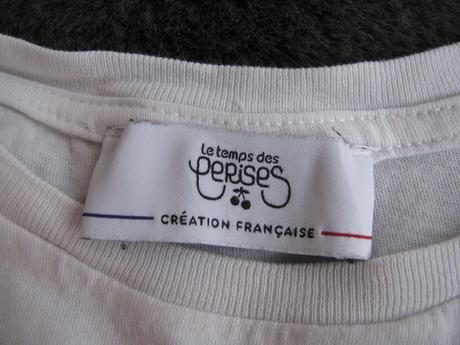 Le temps des
cerises
CRÉATION FRANÇAISE